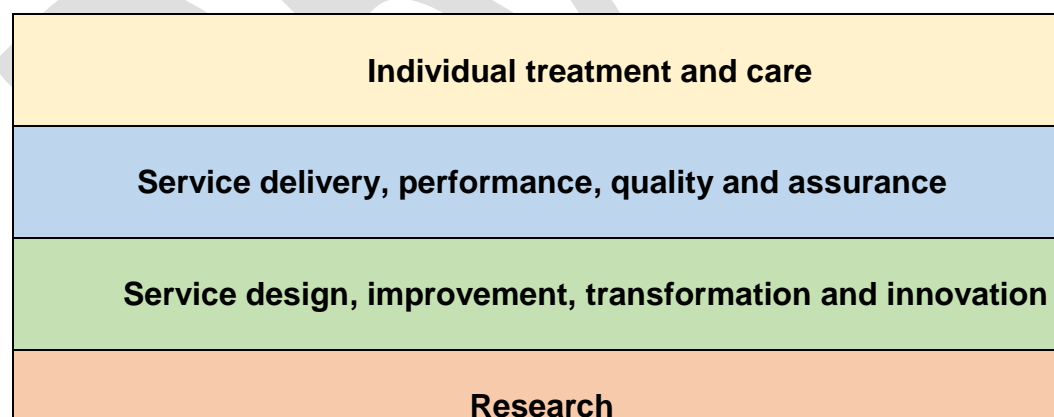 Individual treatment and care
Service delivery, performance, quality and assurance
Service design, improvement, transformation and innovation
Research